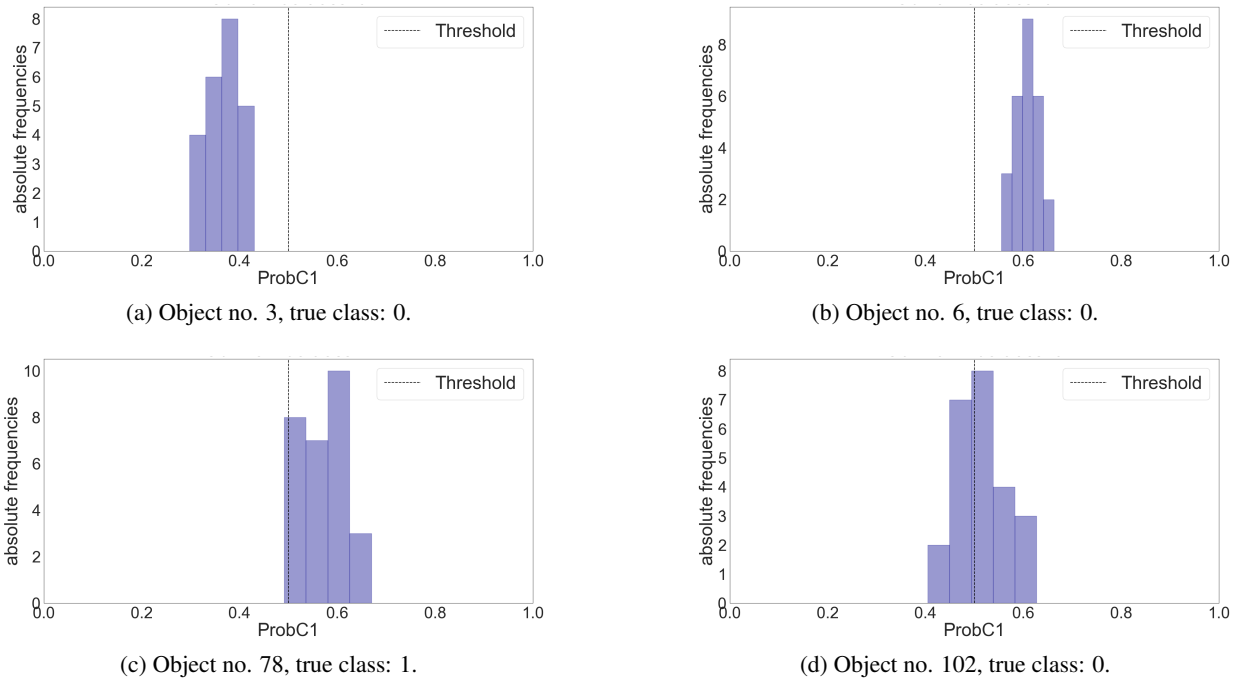 8
7
6
5
4
3
2
1
0
absolute frequencies
Threshold
0.0 0.2 0.4 0.6 0.8 1.0
ProbC1
(a) Object no. 3, true class: 0.
8
6
4
2
0
absolute frequencies
Threshold
0.0 0.2 0.4 0.6 0.8 1.0
ProbC1
(b) Object no. 6, true class: 0.
10
8
6
4
2
0
absolute frequencies
Threshold
0.0 0.2 0.4 0.6 0.8 1.0
ProbC1
(c) Object no. 78, true class: 1.
8
7
6
5
4
3
2
1
0
absolute frequencies
Threshold
0.0 0.2 0.4 0.6 0.8 1.0
ProbC1
(d) Object no. 102, true class: 0.